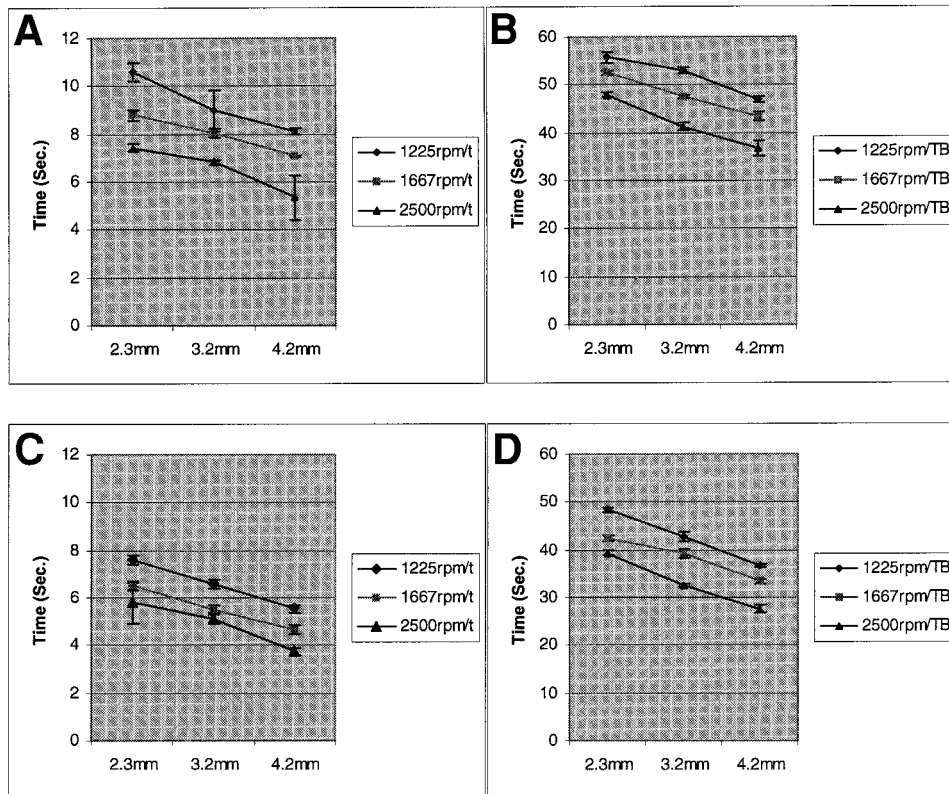 A
12
10
8
6
4
2
0
Time (Sec.)
2.3mm 3.2mm 4.2mm
1225rpm/t
1667rpm/t
2500rpm/t
B
60
50
40
30
20
10
0
Time (Sec.)
2.3mm 3.2mm 4.2mm
1225rpm/TB
1667rpm/TB
2500rpm/TB
C
12
10
8
6
4
2
0
Time (Sec.)
2.3mm 3.2mm 4.2mm
1225rpm/t
1667rpm/t
2500rpm/t
D
60
50
40
30
20
10
0
Time (Sec.)
2.3mm 3.2mm 4.2mm
1225rpm/TB
1667rpm/TB
2500rpm/TB